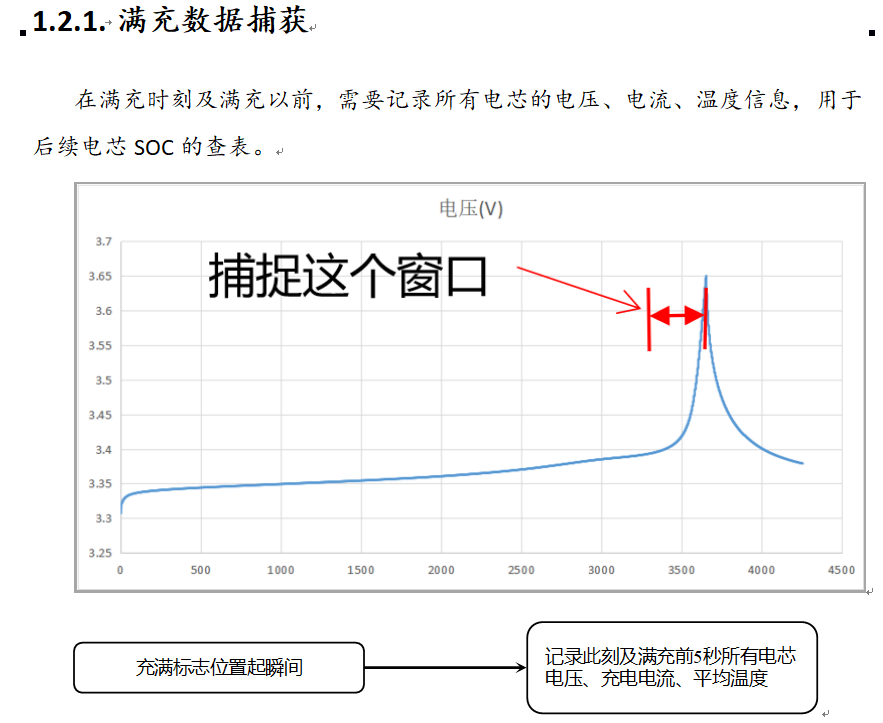 1.2.1. 满充数据捕获
在满充时刻及满充以前，需要记录所有电芯的电压、电流、温度信息，用于
后续电芯 SOC 的查表。
电压(V)
捕捉这个窗口
3.7
3.65
3.6
3.55
3.5
3.45
3.4
3.35
3.3
3.25
0 500 1000 1500 2000 2500 3000 3500 4000 4500
充满标志位置起瞬间
记录此刻及满充前5秒所有电芯
电压、充电电流、平均温度